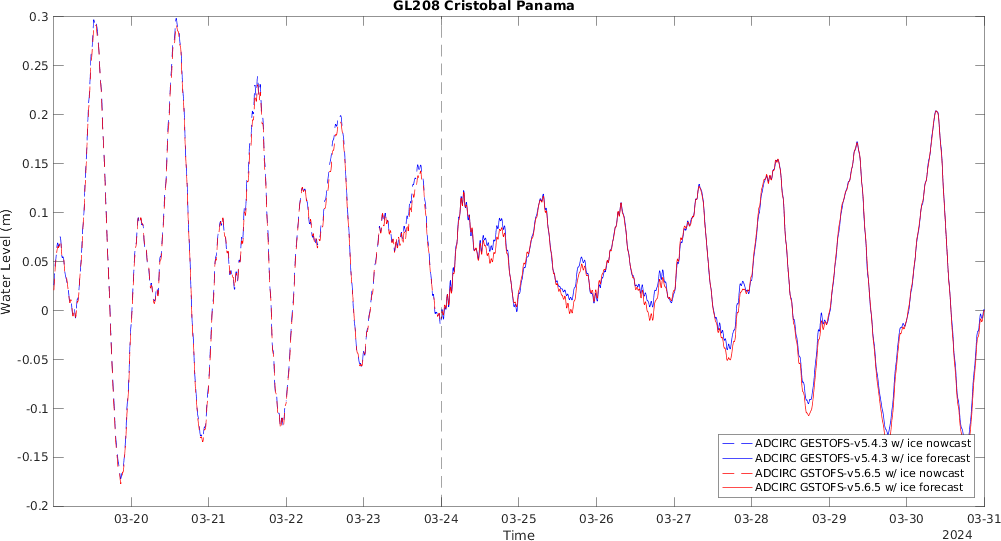 GL208 Cristobal Panama
0.3
0.25
0.2
0.15
0.1
0.05
0
-0.05
-0.1
-0.15
-0.2
Water Level (m)
03-20 03-21 03-22 03-23 03-24 03-25 03-26 03-27 03-28 03-29 03-30 03-31
Time
2024
ADCIRC GESTOFS-v5.4.3 w/ ice nowcast
ADCIRC GESTOFS-v5.4.3 w/ ice forecast
ADCIRC GSTOFS-v5.6.5 w/ ice nowcast
ADCIRC GSTOFS-v5.6.5 w/ ice forecast